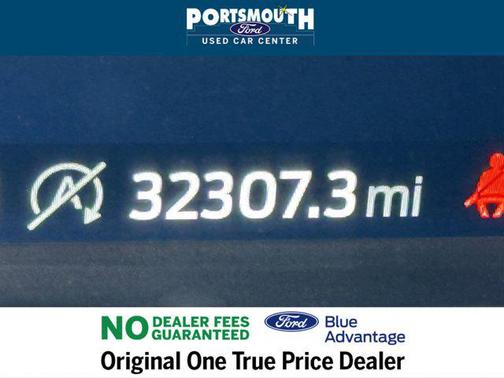 PORTSMOUTH
Ford
USED CAR CENTER
A 32307.3 mi
NO DEALER FEES
GUARANTEED
Ford
Blue
Advantage
Original One True Price Dealer